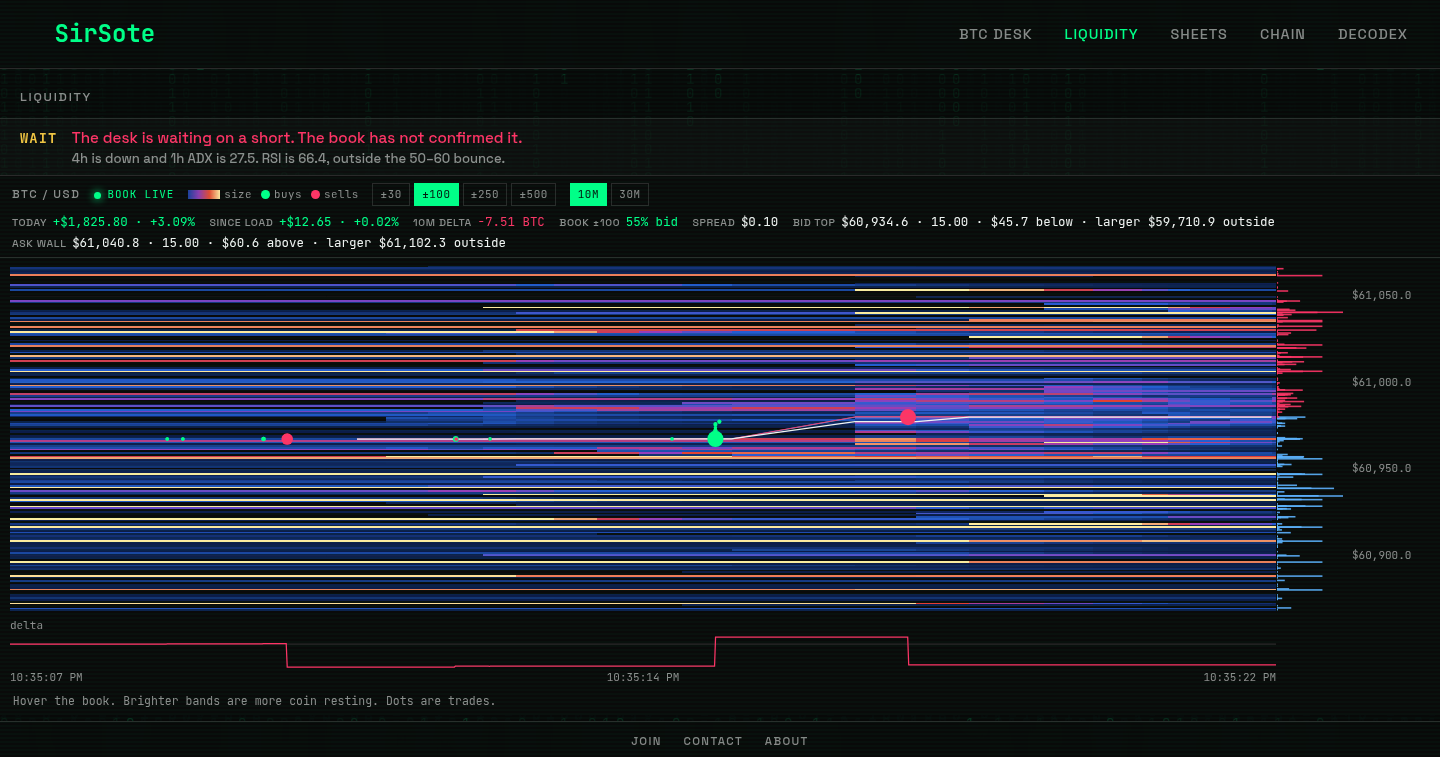 SirSote
BTC DESK LIQUIDITY SHEETS CHAIN DECODEX
LIQUIDITY
WAIT The desk is waiting on a short. The book has not confirmed it.
4h is down and 1h ADX is 27.5. RSI is 66.4, outside the 50–60 bounce.
BTC / USD BOOK LIVE size buys sells ±30 ±100 ±250 ±500 10M 30M
TODAY +$1,825.80 · +3.09% SINCE LOAD +$12.65 · +0.02% 10M DELTA -7.51 BTC BOOK ±100 55% bid SPREAD $0.10 BID TOP $60,934.6 · 15.00 · $45.7 below · larger $59,710.9 outside
ASK WALL $61,040.8 · 15.00 · $60.6 above · larger $61,102.3 outside
$61,050.0
$61,000.0
$60,950.0
$60,900.0
delta
10:35:07 PM 10:35:14 PM 10:35:22 PM
Hover the book. Brighter bands are more coin resting. Dots are trades.
JOIN CONTACT ABOUT